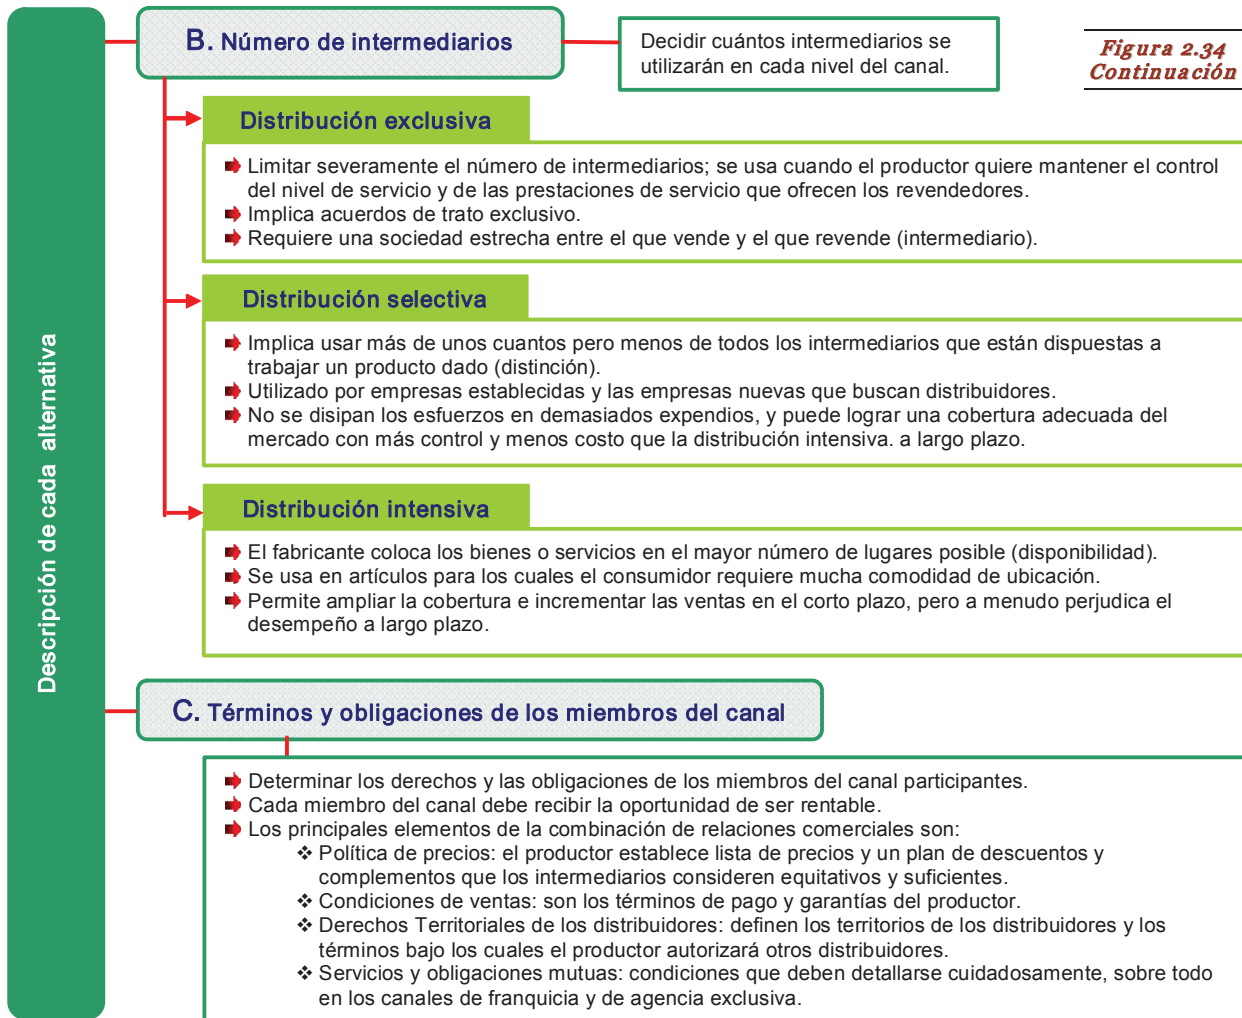 B. Número de intermediarios
Decidir cuántos intermediarios se
utilizarán en cada nivel del canal.
Figura 2.34
Continuación
Descripción de cada alternativa
Distribución exclusiva
Limitar severamente el número de intermediarios; se usa cuando el productor quiere mantener el control
del nivel de servicio y de las prestaciones de servicio que ofrecen los revendedores.
Implica acuerdos de trato exclusivo.
Requiere una sociedad estrecha entre el que vende y el que revende (intermediario).
Distribución selectiva
Implica usar más de unos cuantos pero menos de todos los intermediarios que están dispuestas a
trabajar un producto dado (distinción).
Utilizado por empresas establecidas y las empresas nuevas que buscan distribuidores.
No se disipan los esfuerzos en demasiados expendios, y puede lograr una cobertura adecuada del
mercado con más control y menos costo que la distribución intensiva. a largo plazo.
Distribución intensiva
El fabricante coloca los bienes o servicios en el mayor número de lugares posible (disponibilidad).
Se usa en artículos para los cuales el consumidor requiere mucha comodidad de ubicación.
Permite ampliar la cobertura e incrementar las ventas en el corto plazo, pero a menudo perjudica el
desempeño a largo plazo.
C. Términos y obligaciones de los miembros del canal
Determinar los derechos y las obligaciones de los miembros del canal participantes.
Cada miembro del canal debe recibir la oportunidad de ser rentable.
Los principales elementos de la combinación de relaciones comerciales son:
❖ Política de precios: el productor establece lista de precios y un plan de descuentos y
complementos que los intermediarios consideren equitativos y suficientes.
❖ Condiciones de ventas: son los términos de pago y garantías del productor.
❖ Derechos Territoriales de los distribuidores: definen los territorios de los distribuidores y los
términos bajo los cuales el productor autorizará otros distribuidores.
❖ Servicios y obligaciones mutuas: condiciones que deben detallarse cuidadosamente, sobre todo
en los canales de franquicia y de agencia exclusiva.